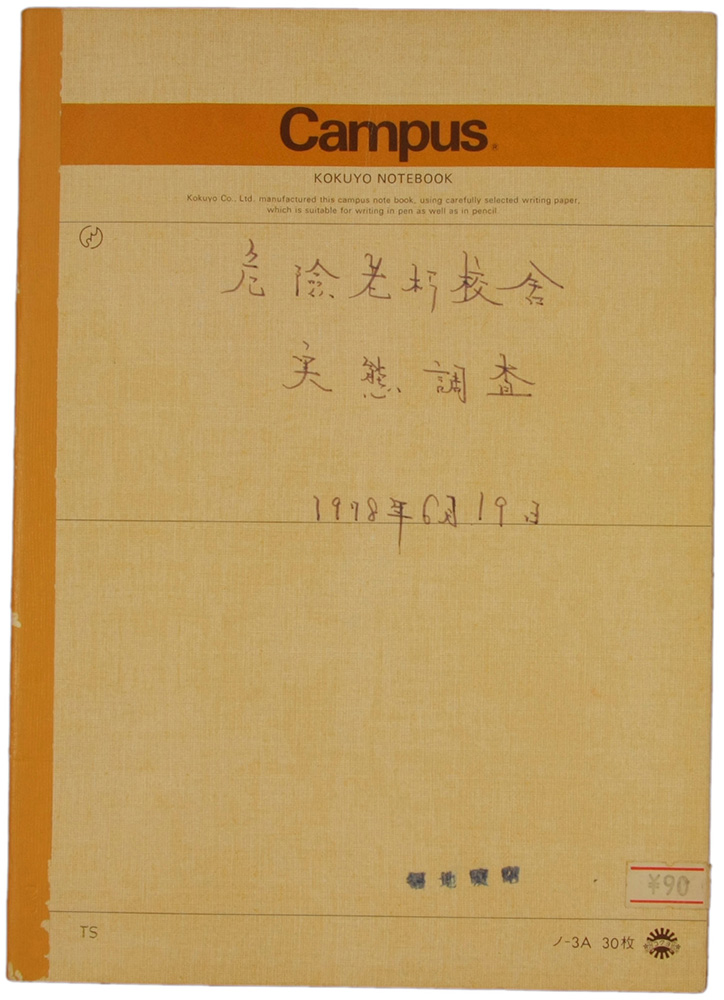 Campus®
KOKUYO NOTEBOOK
Kokuyo Co., Ltd. manufactured this campus note book, using carefully selected writing paper,
which is suitable for writing in pen as well as in pencil.
危険老朽校舎
実態調査
1978年6月19日
地
¥90
TS
ノ-3A 30枚